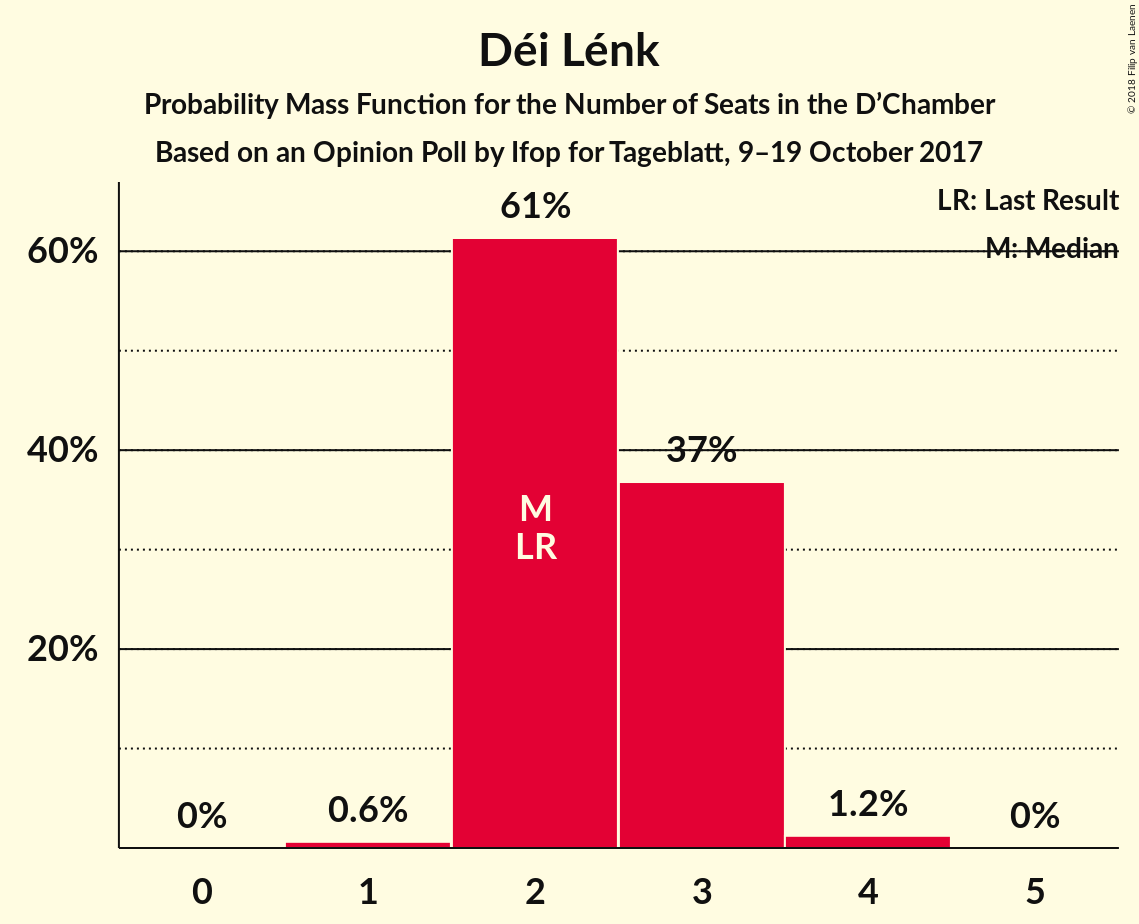 Déi Lénk
Probability Mass Function for the Number of Seats in the D’Chamber
Based on an Opinion Poll by Ifop for Tageblatt, 9–19 October 2017
© 2018 Filip van Laenen
LR: Last Result
M: Median
60%
40%
20%
0%
0.6%
61%
37%
1.2%
0%
M
LR
0
1
2
3
4
5